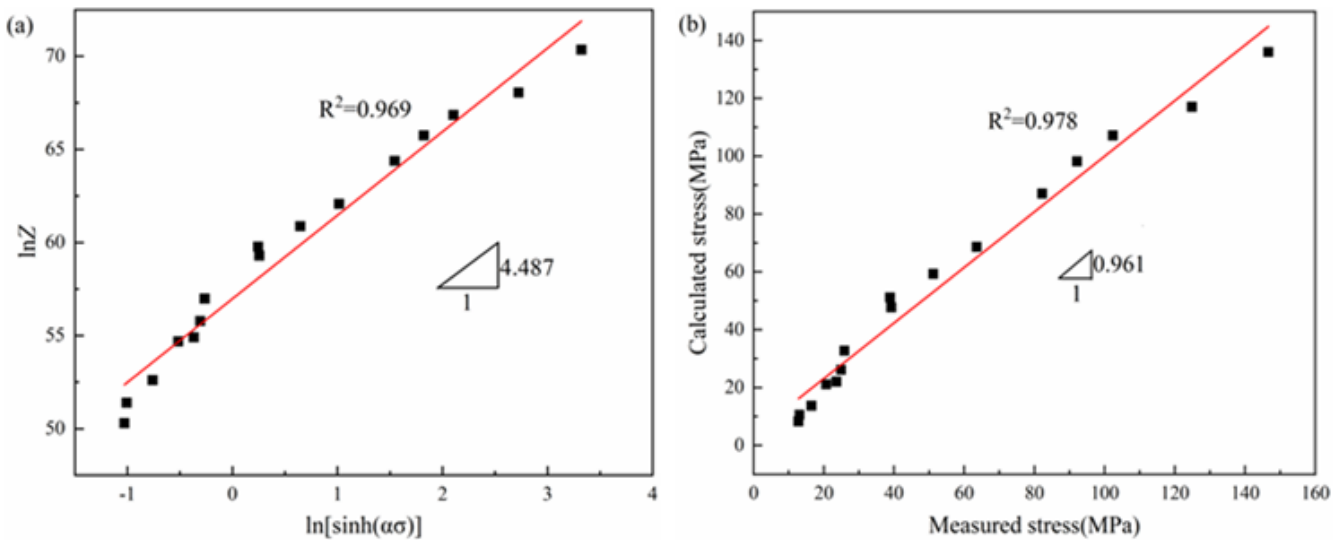 (a)
70
65
60
55
50
lnZ
R²=0.969
4.487
1
-1 0 1 2 3 4
ln[sinh(ασ)]
(b)
140
120
100
80
60
40
20
0
Calculated stress(MPa)
R²=0.978
0.961
1
0 20 40 60 80 100 120 140 160
Measured stress(MPa)